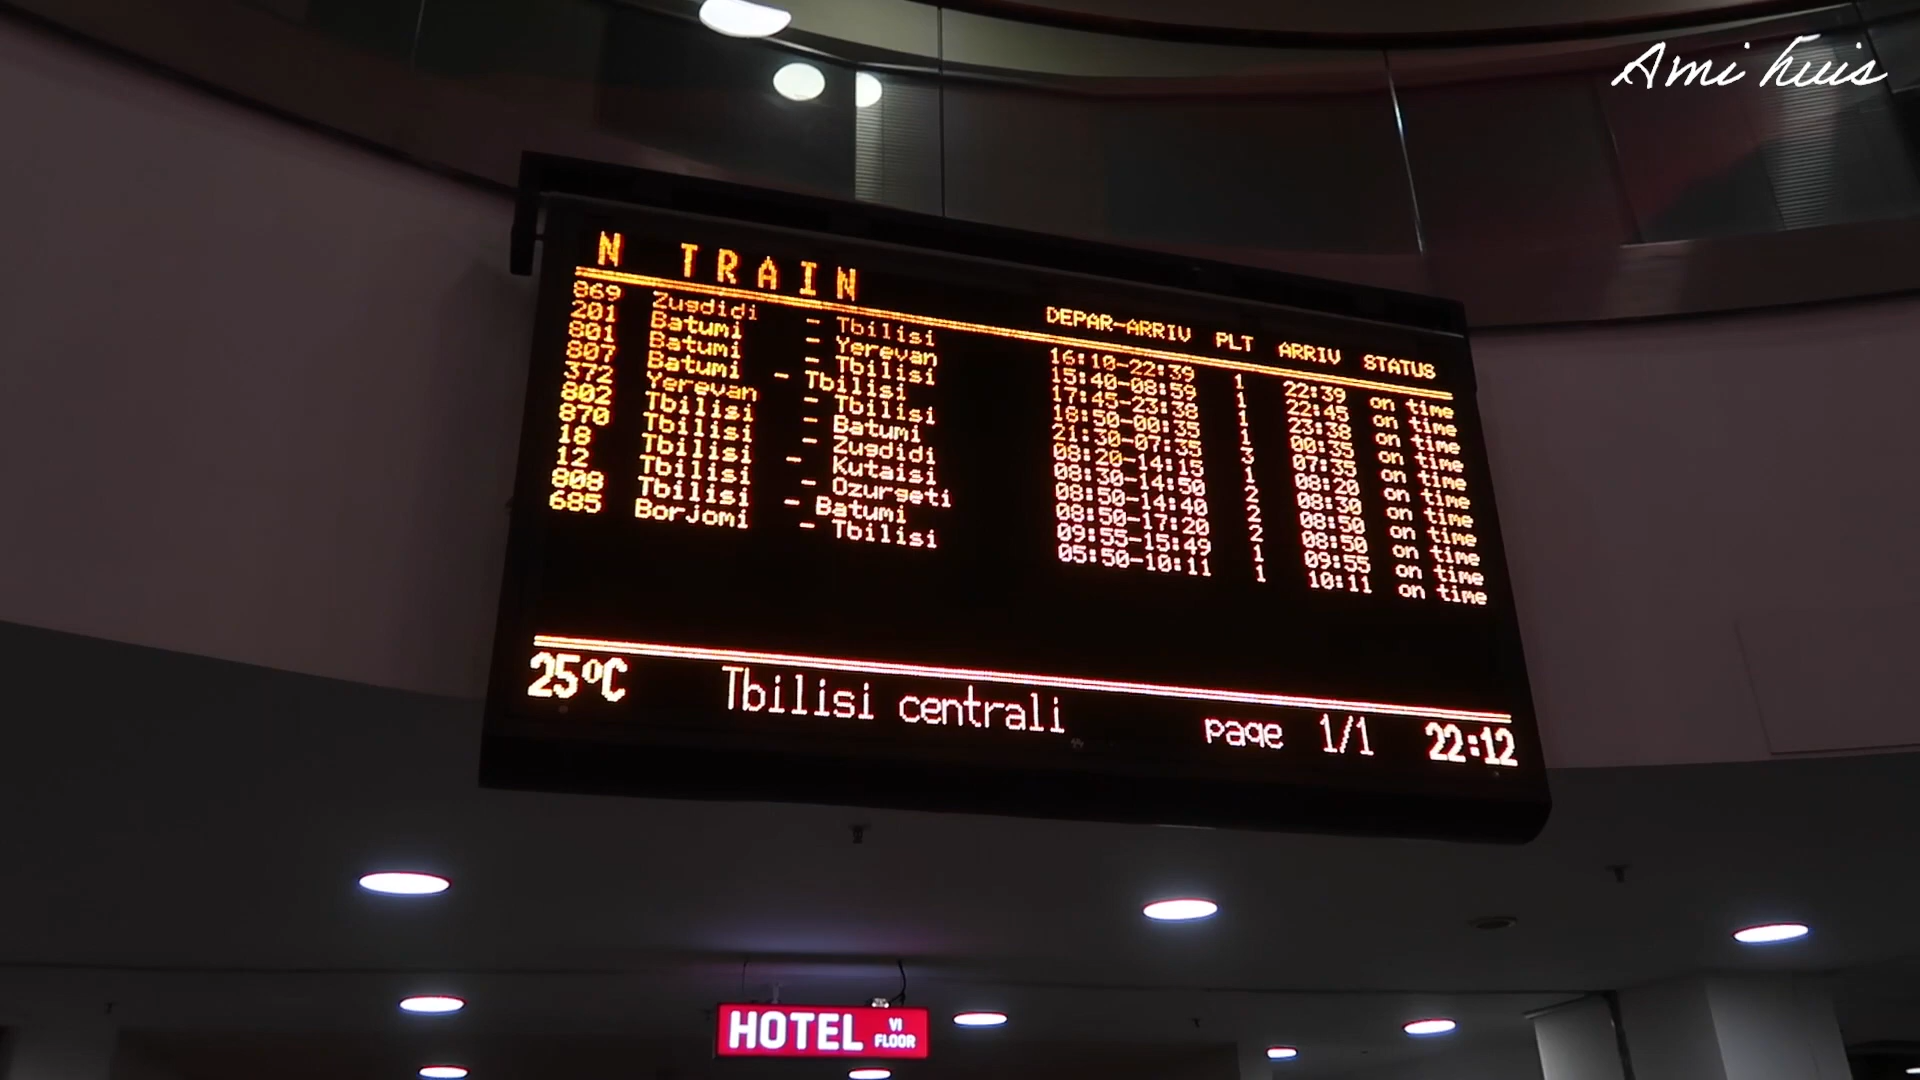 Ami huis
N TRAIN DEPAR-ARRIV PLT ARRIV STATUS
869 Zugdidi - Tbilisi 16:10-22:39 1 22:39 on time
201 Batumi - Yerevan 15:40-08:59 1 22:45 on time
801 Batumi - Tbilisi 17:45-23:38 1 23:38 on time
807 Batumi - Tbilisi 18:50-00:35 1 00:35 on time
372 Yerevan - Tbilisi 21:30-07:35 3 07:35 on time
802 Tbilisi - Batumi 08:20-14:15 1 08:20 on time
870 Tbilisi - Zugdidi 08:30-14:50 2 08:30 on time
18 Tbilisi - Kutaisi 08:50-14:40 2 08:50 on time
12 Tbilisi - Ozurgeti 08:50-17:20 2 08:50 on time
808 Tbilisi - Batumi 09:55-15:49 1 09:55 on time
685 Borjomi - Tbilisi 05:50-10:11 1 10:11 on time
25°C Tbilisi centrali page 1/1 22:12
HOTEL VI FLOOR